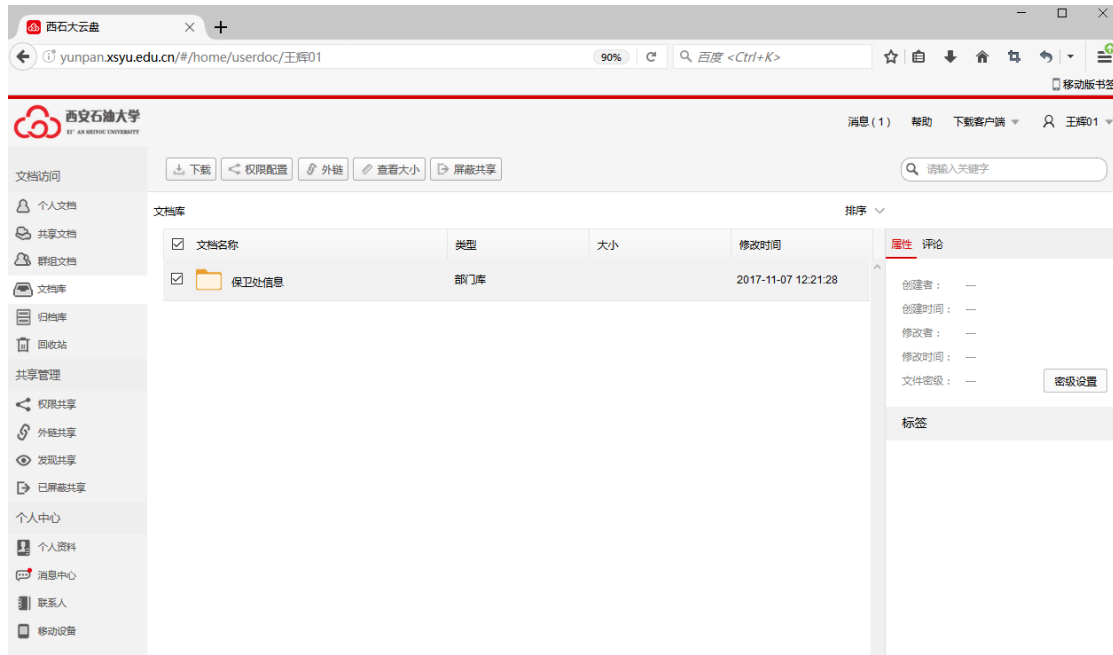 西石大云盘
yunpan.xsyu.edu.cn/#/home/userdoc/王辉01
90%
百度 <Ctrl+K>
移动版书签
西安石油大学
XI'AN SHIYOU UNIVERSITY
消息(1) 帮助 下载客户端 王辉01
文档访问
个人文档
共享文档
群组文档
文档库
归档库
回收站
共享管理
权限共享
外链共享
发现共享
已屏蔽共享
个人中心
个人资料
消息中心
联系人
移动设备
下载 权限配置 外链 查看大小 屏蔽共享
请输入关键字
文档库 排序
文档名称 类型 大小 修改时间
保卫处信息 部门库 2017-11-07 12:21:28
属性 评论
创建者： ---
创建时间： ---
修改者： ---
修改时间： ---
文件密级： --- 密级设置
标签